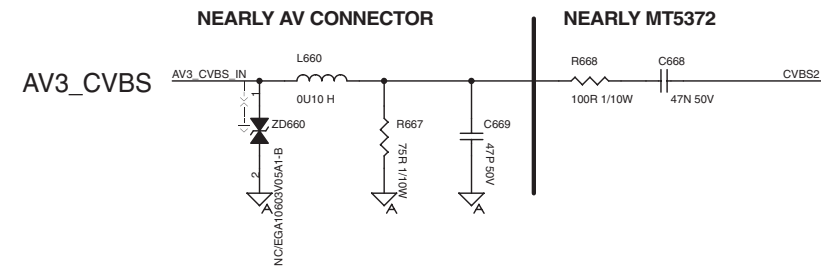 NEARLY AV CONNECTOR
NEARLY MT5372
L660
R668
C668
AV3_CVBS
AV3_CVBS_IN
CVBS2
0U10 H
100R 1/10W
47N 50V
1
ZD660
R667
C669
75R 1/10W
47P 50V
2
NC/EGA10603V05A1-B
A
A
A